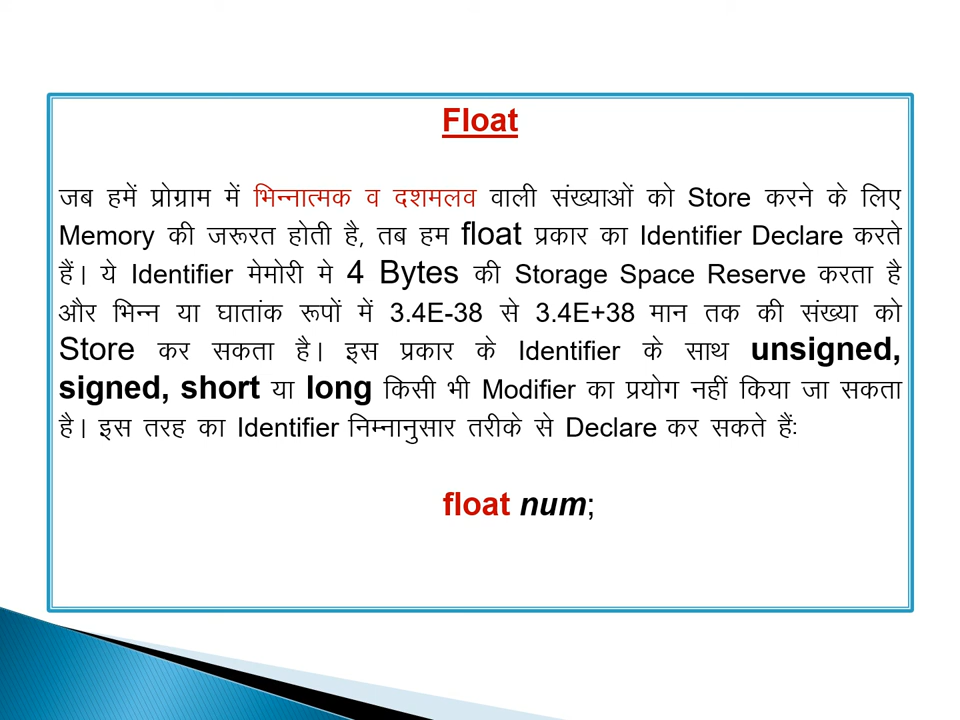 Float
जब हमें प्रोग्राम में भिन्नात्मक व दशमलव वाली संख्याओं को Store करने के लिए
Memory की जरूरत होती है, तब हम float प्रकार का Identifier Declare करते
हैं। ये Identifier मेमोरी मे 4 Bytes की Storage Space Reserve करता है
और भिन्न या घातांक रूपों में 3.4E-38 से 3.4E+38 मान तक की संख्या को
Store कर सकता है। इस प्रकार के Identifier के साथ unsigned,
signed, short या long किसी भी Modifier का प्रयोग नहीं किया जा सकता
है। इस तरह का Identifier निम्नानुसार तरीके से Declare कर सकते हैं:
float num;